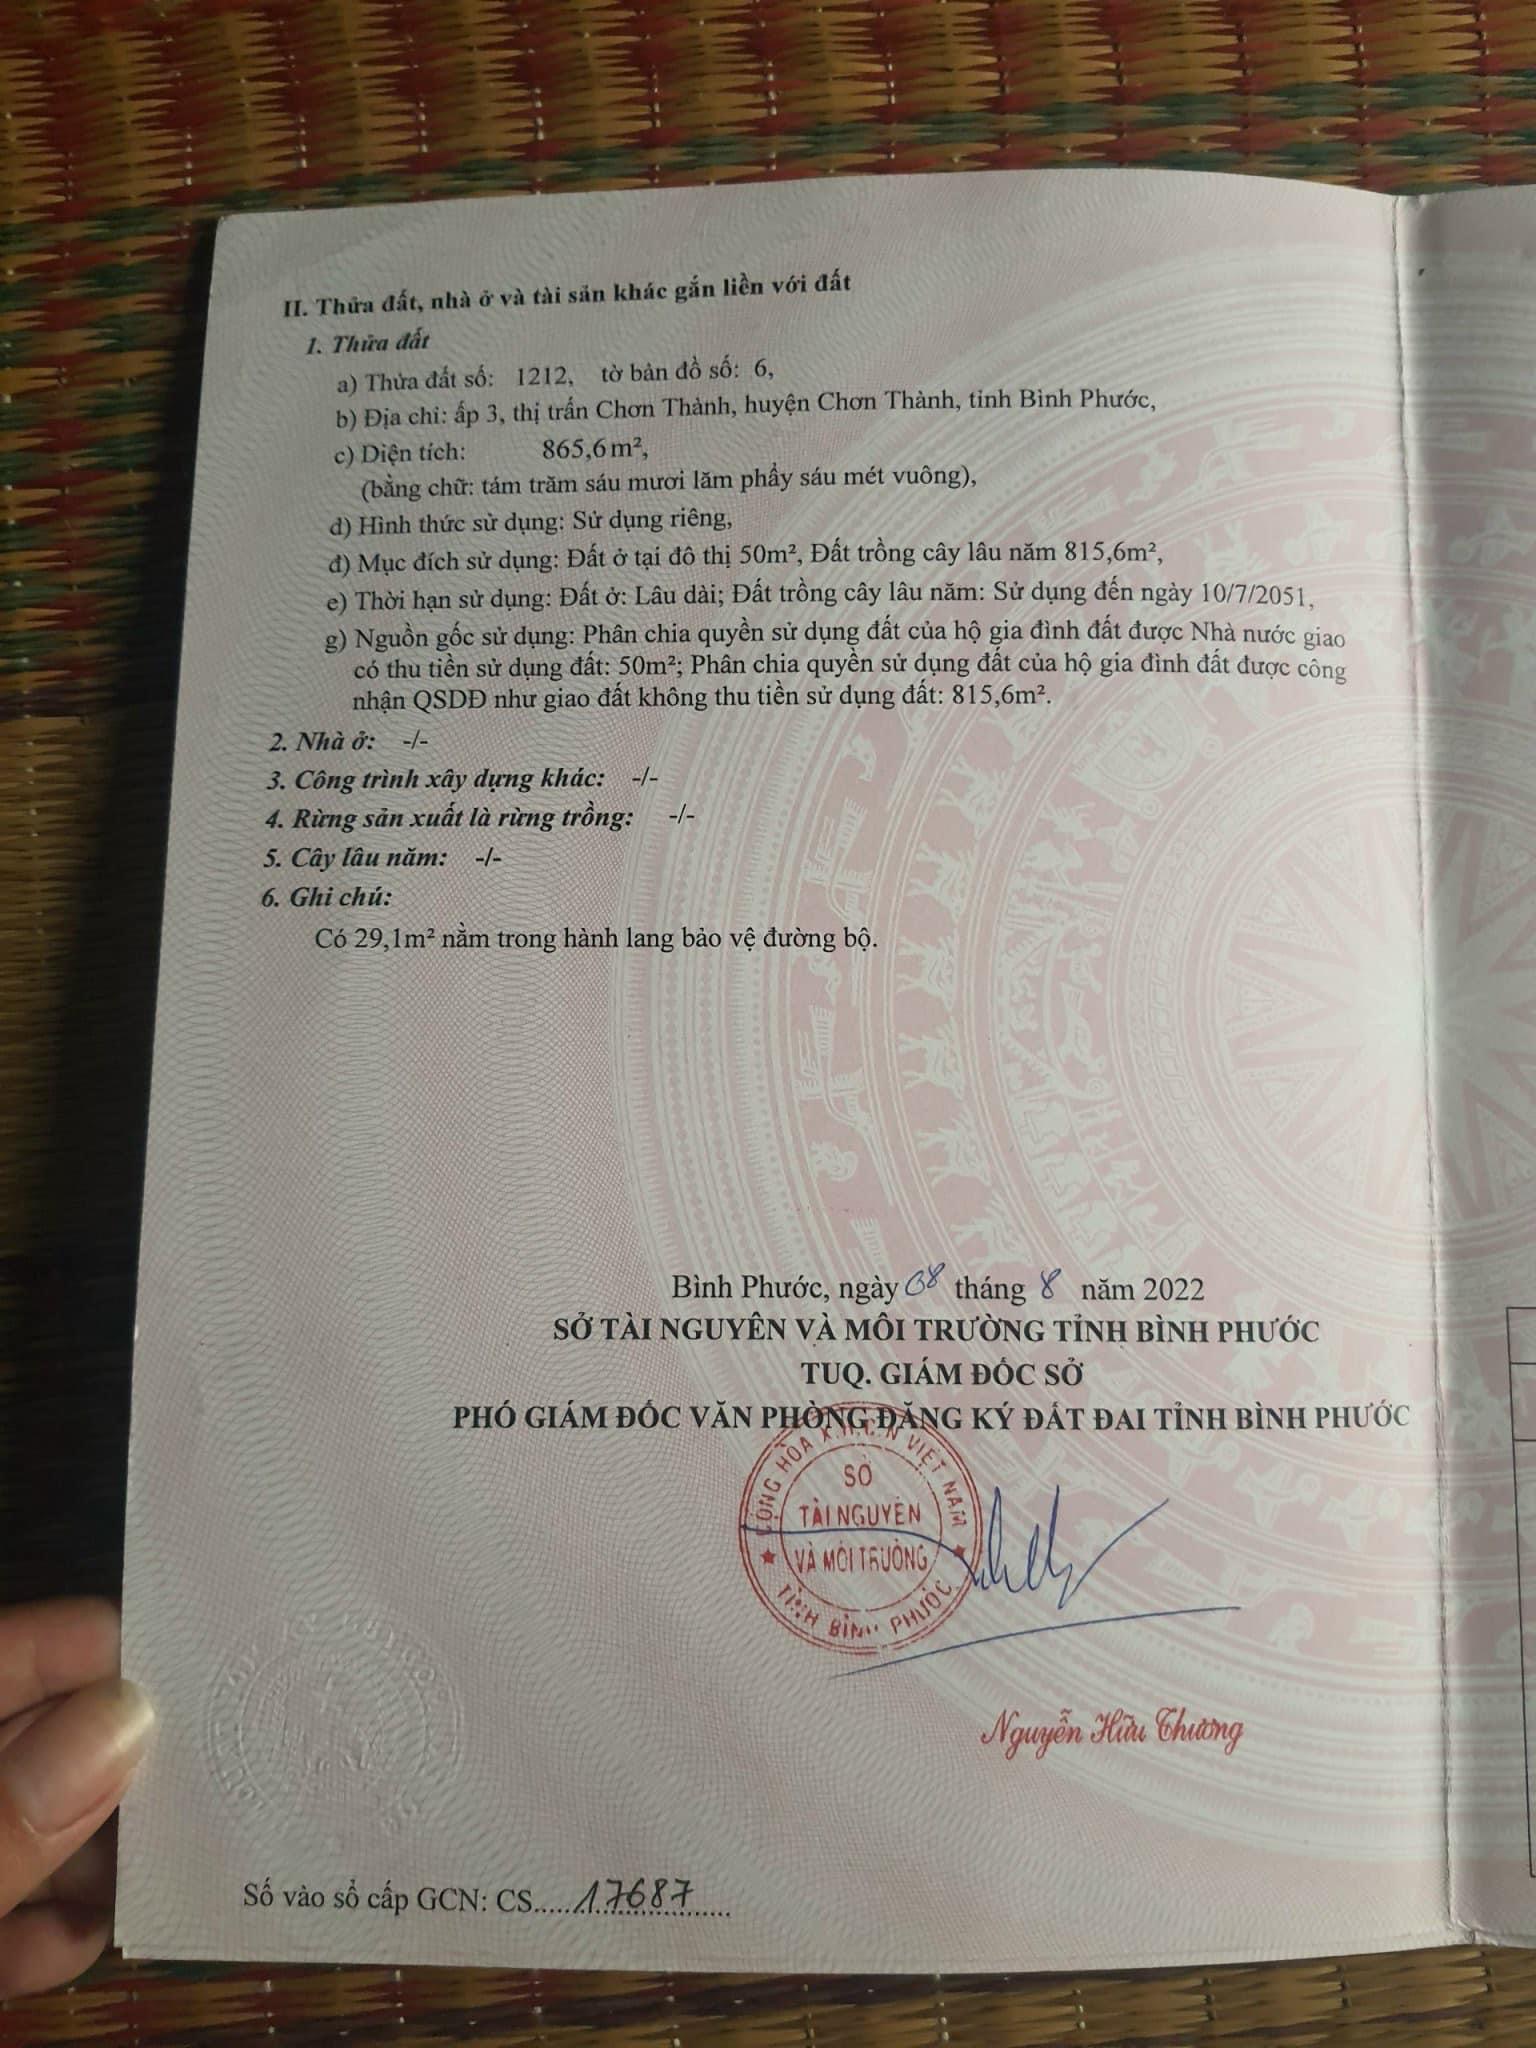 II. Thửa đất, nhà ở và tài sản khác gắn liền với đất
1. Thửa đất
a) Thửa đất số: 1212, tờ bản đồ số: 6,
b) Địa chỉ: ấp 3, thị trấn Chơn Thành, huyện Chơn Thành, tỉnh Bình Phước,
c) Diện tích: 865,6 m²,
(bằng chữ: tám trăm sáu mươi lăm phẩy sáu mét vuông),
d) Hình thức sử dụng: Sử dụng riêng,
đ) Mục đích sử dụng: Đất ở tại đô thị 50m², Đất trồng cây lâu năm 815,6m²,
e) Thời hạn sử dụng: Đất ở: Lâu dài; Đất trồng cây lâu năm: Sử dụng đến ngày 10/7/2051,
g) Nguồn gốc sử dụng: Phân chia quyền sử dụng đất của hộ gia đình đất được Nhà nước giao
có thu tiền sử dụng đất: 50m²; Phân chia quyền sử dụng đất của hộ gia đình đất được công
nhận QSDĐ như giao đất không thu tiền sử dụng đất: 815,6m².
2. Nhà ở: -/-
3. Công trình xây dựng khác: -/-
4. Rừng sản xuất là rừng trồng: -/-
5. Cây lâu năm: -/-
6. Ghi chú:
Có 29,1m² nằm trong hành lang bảo vệ đường bộ.
Bình Phước, ngày 08 tháng 8 năm 2022
SỞ TÀI NGUYÊN VÀ MÔI TRƯỜNG TỈNH BÌNH PHƯỚC
TUQ. GIÁM ĐỐC SỞ
PHÓ GIÁM ĐỐC VĂN PHÒNG ĐĂNG KÝ ĐẤT ĐAI TỈNH BÌNH PHƯỚC
CỘNG HÒA X.H.C.N VIỆT NAM
SỞ
TÀI NGUYÊN
VÀ MÔI TRƯỜNG
TỈNH BÌNH PHƯỚC
Nguyễn Hữu Thương
Số vào sổ cấp GCN: CS.....17687.....